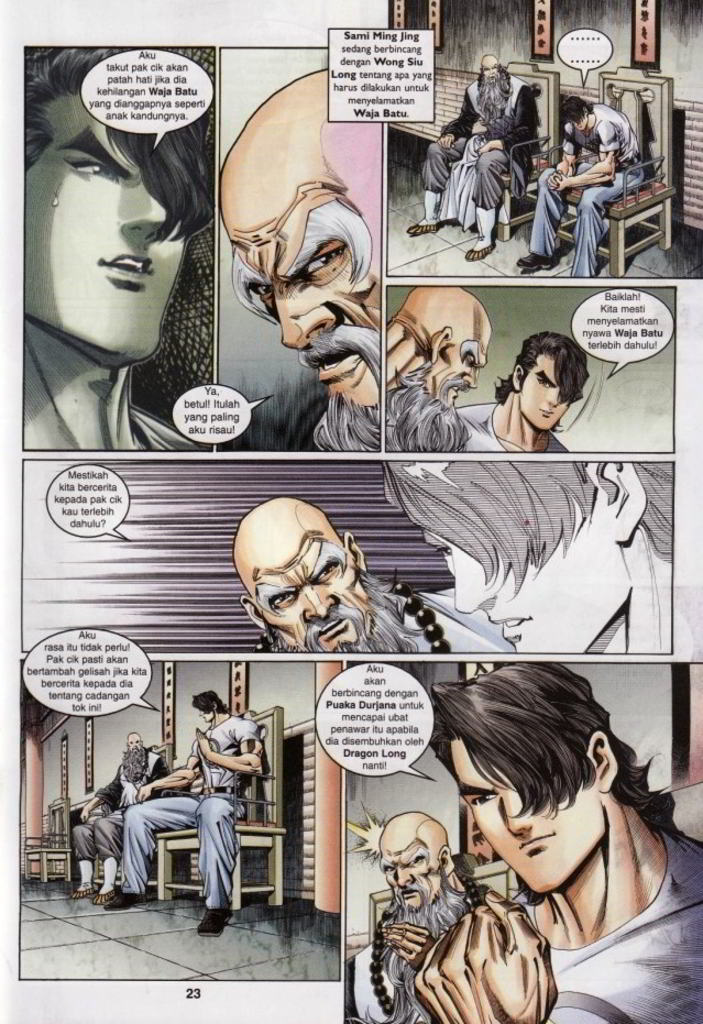 Sami Ming Jing
sedang berbincang
dengan Wong Siu
Long tentang apa yang
harus dilakukan untuk
menyelamatkan
Waja Batu.
......
......
Aku
takut pak cik akan
patah hati jika dia
kehilangan Waja Batu
yang dianggapnya seperti
anak kandungnya.
Ya,
betul! Itulah
yang paling
aku risau!
Baiklah!
Kita mesti
menyelamatkan
nyawa Waja Batu
terlebih dahulu!
Mestikah
kita bercerita
kepada pak cik
kau terlebih
dahulu?
Aku
rasa itu tidak perlu!
Pak cik pasti akan
bertambah gelisah jika kita
bercerita kepada dia
tentang cadangan
tok ini!
Aku
akan
berbincang dengan
Puaka Durjana untuk
mencapai ubat
penawar itu apabila
dia disembuhkan oleh
Dragon Long
nanti!
23